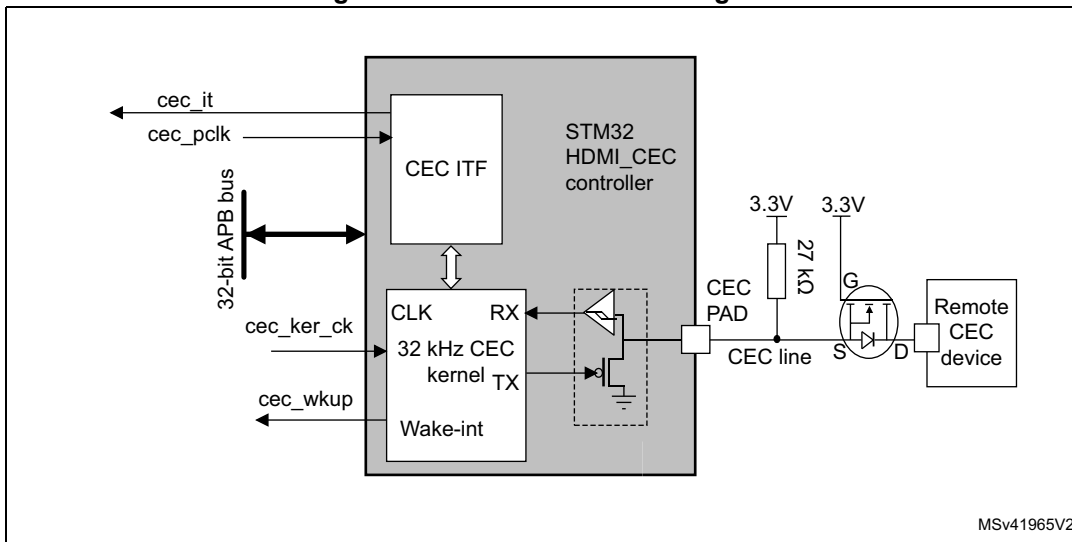 cec_it
cec_pclk
CEC ITF
STM32
HDMI_CEC
controller
32-bit APB bus
3.3V
3.3V
27 kΩ
G
S
D
CEC
PAD
CEC line
Remote
CEC
device
cec_ker_ck
CLK
RX
32 kHz CEC
kernel
TX
cec_wkup
Wake-int
MSv41965V2